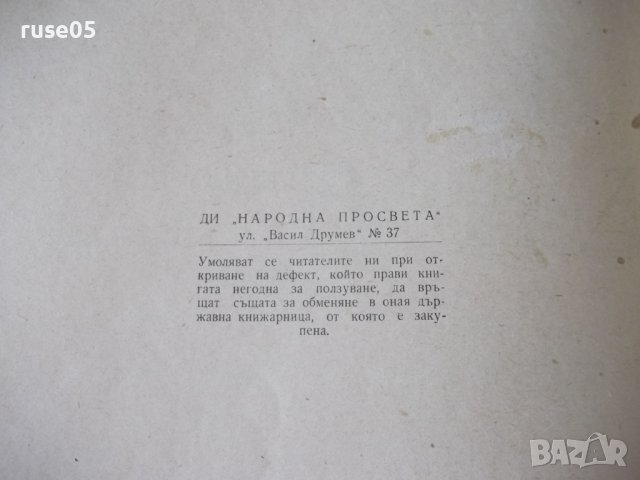 ruse05
ДИ „НАРОДНА ПРОСВЕТА“
ул. „Васил Друмев“ № 37
Умоляват се читателите ни при от-
криване на дефект, който прави кни-
гата негодна за ползуване, да връ-
щат същата за обменяне в оная дър-
жавна книжарница, от която е заку-
пена.
BAZAR